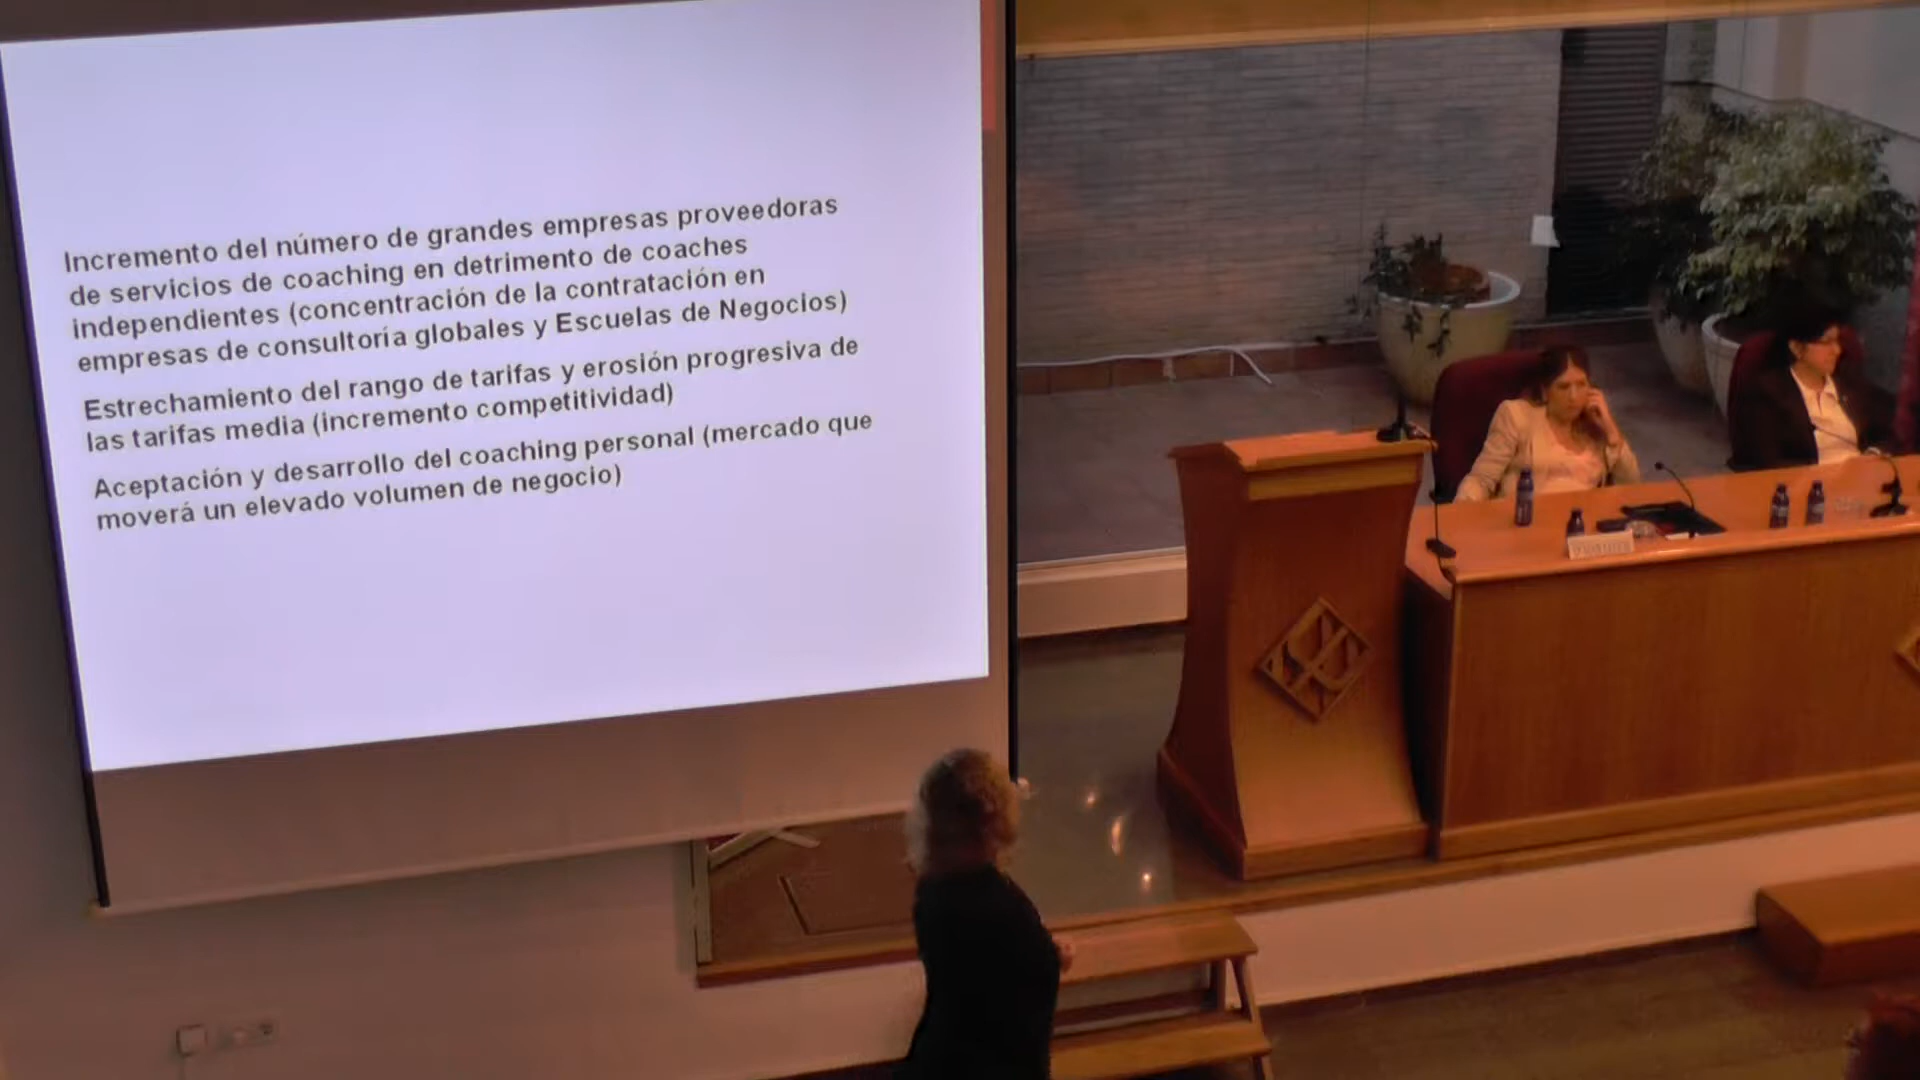 Incremento del número de grandes empresas proveedoras
de servicios de coaching en detrimento de coaches
independientes (concentración de la contratación en
empresas de consultoría globales y Escuelas de Negocios)
Estrechamiento del rango de tarifas y erosión progresiva de
las tarifas media (incremento competitividad)
Aceptación y desarrollo del coaching personal (mercado que
moverá un elevado volumen de negocio)